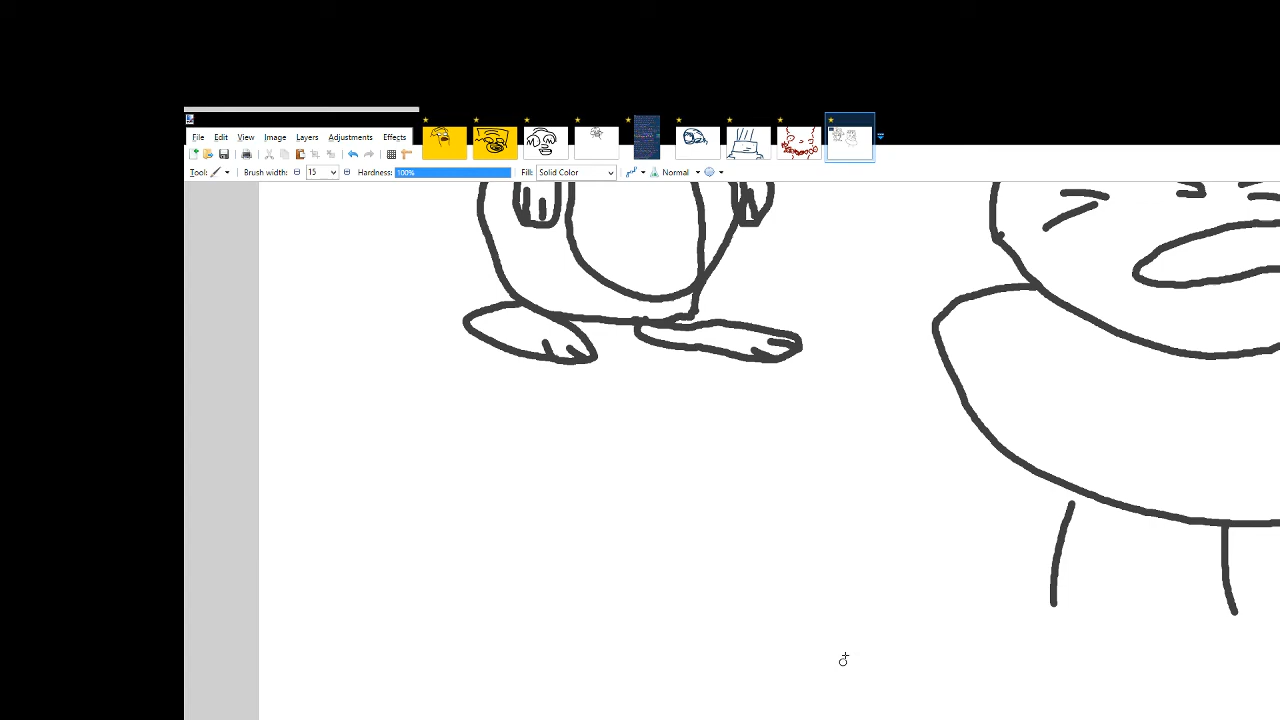 File Edit View Image Layers Adjustments Effects
Tool: Brush width: 15 Hardness: 100% Fill: Solid Color Normal